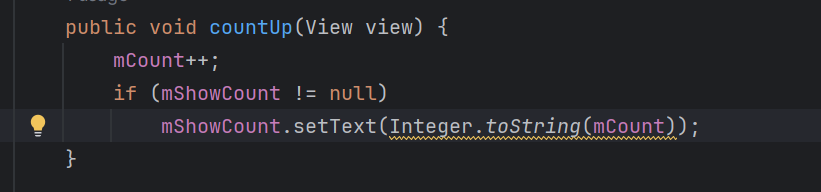 public void countUp(View view) {
mCount++;
if (mShowCount != null)
mShowCount.setText(Integer.toString(mCount));
}